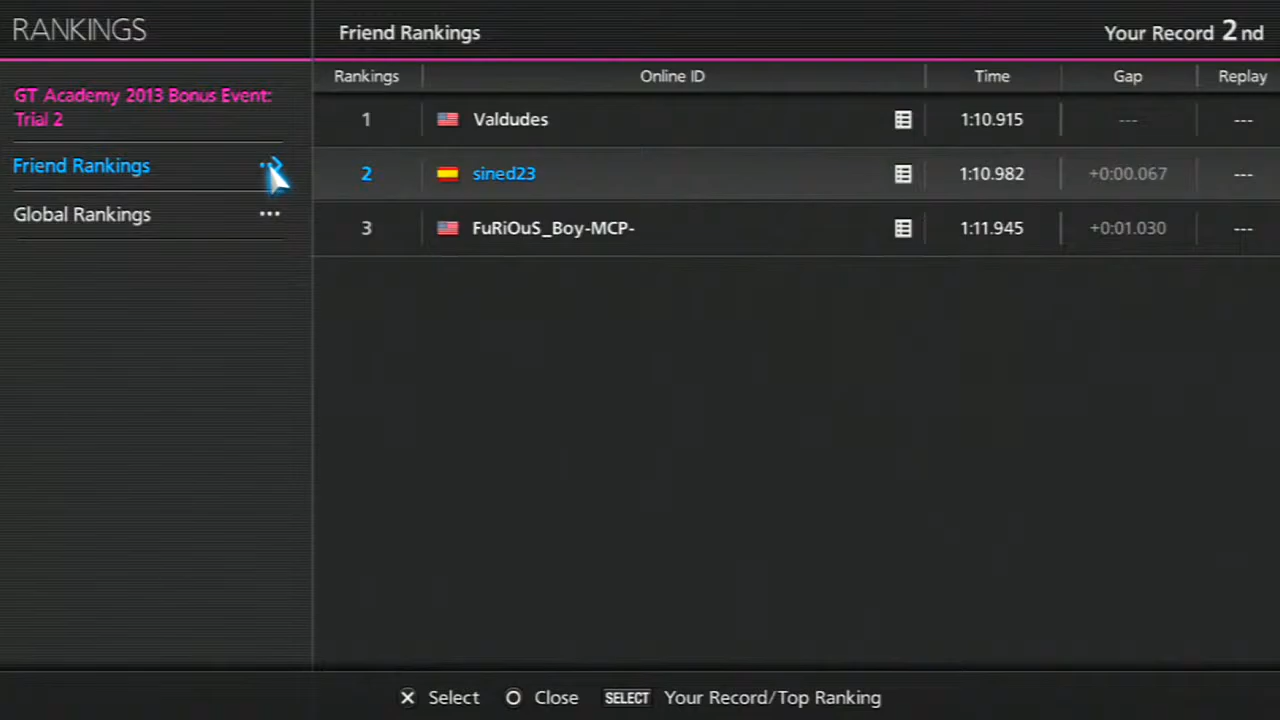 RANKINGS
Friend Rankings
Your Record 2nd
GT Academy 2013 Bonus Event:
Trial 2
Friend Rankings
Global Rankings
Rankings Online ID Time Gap Replay
1 Valdudes 1:10.915 --- ---
2 sined23 1:10.982 +0:00.067 ---
3 FuRiOuS_Boy-MCP- 1:11.945 +0:01.030 ---
Select Close SELECT Your Record/Top Ranking